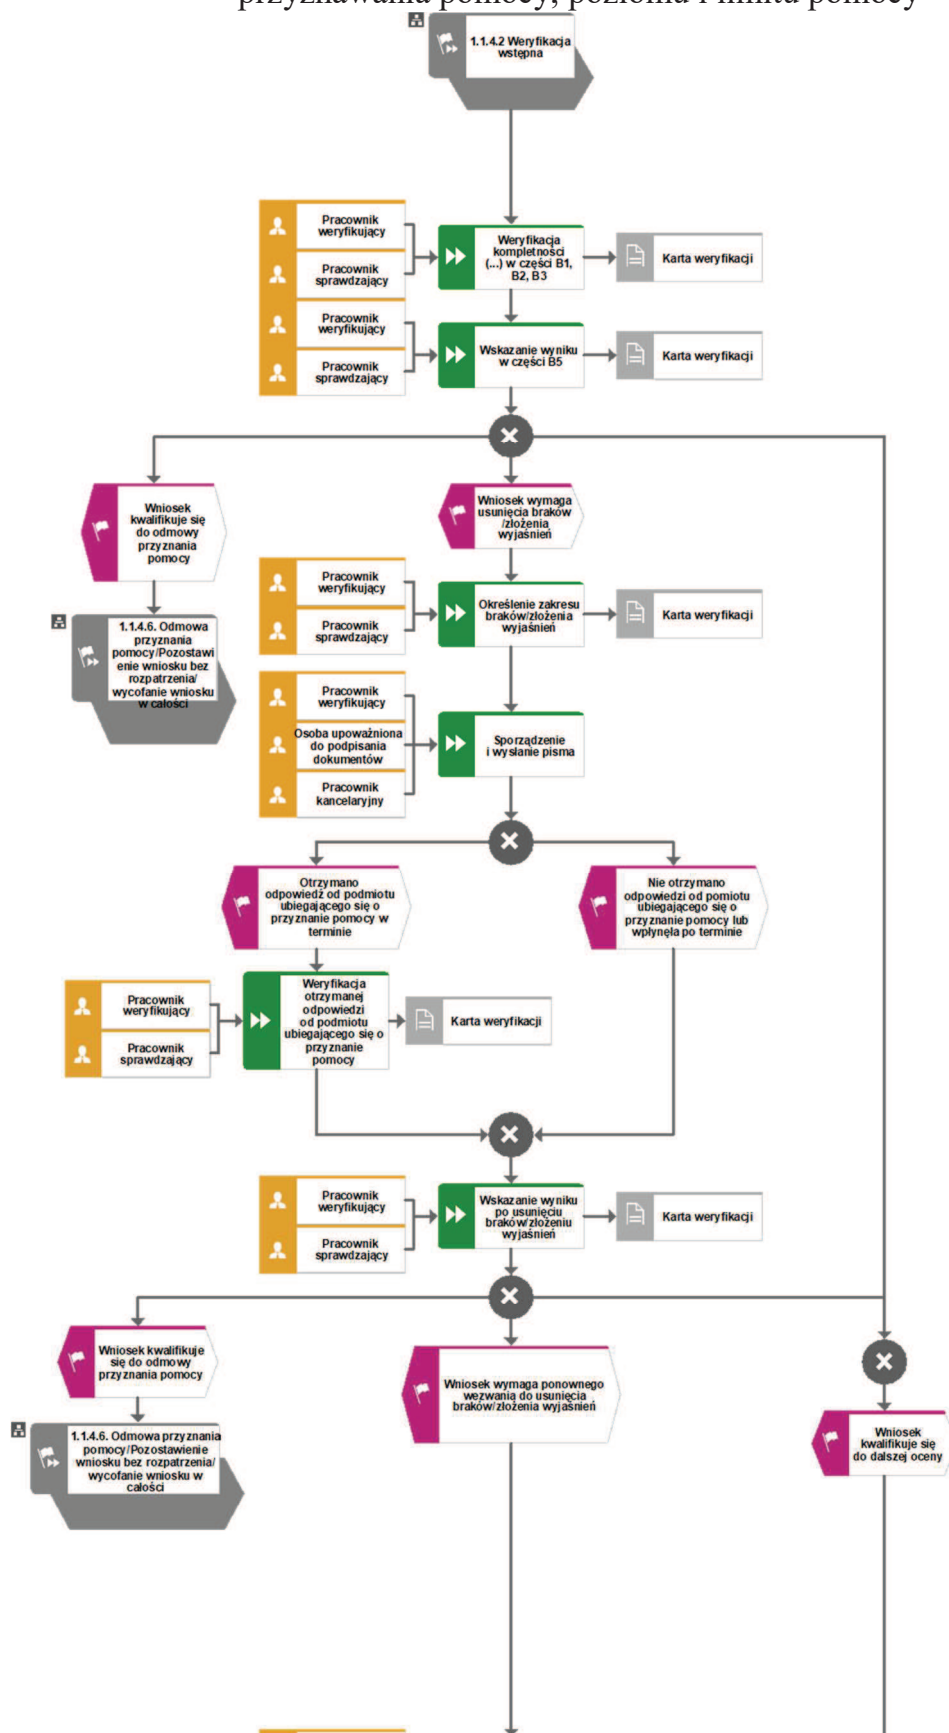 przyznawania pomocy, poziomu i limitu pomocy
1.1.4.2 Weryfikacja
wstępna
Pracownik
weryfikujący
Pracownik
sprawdzający
Weryfikacja
kompletności
(...) w części B1,
B2, B3
Karta weryfikacji
Pracownik
weryfikujący
Pracownik
sprawdzający
Wskazanie wyniku
w części B5
Karta weryfikacji
Wniosek
kwalifikuje się
do odmowy
przyznania
pomocy
Wniosek wymaga
usunięcia braków
/złożenia
wyjaśnień
1.1.4.6. Odmowa
przyznania
pomocy/Pozostawi
enie wniosku bez
rozpatrzenia/
wycofanie wniosku
w całości
Pracownik
weryfikujący
Pracownik
sprawdzający
Określenie zakresu
braków/złożenia
wyjaśnień
Karta weryfikacji
Pracownik
weryfikujący
Osoba upoważniona
do podpisania
dokumentów
Pracownik
kancelaryjny
Sporządzenie
i wysłanie pisma
Otrzymano
odpowiedź od podmiotu
ubiegającego się o
przyznanie pomocy w
terminie
Nie otrzymano
odpowiedzi od pomiotu
ubiegającego się o
przyznanie pomocy lub
wpłynęła po terminie
Pracownik
weryfikujący
Pracownik
sprawdzający
Weryfikacja
otrzymanej
odpowiedzi
od podmiotu
ubiegającego się o
przyznanie
pomocy
Karta weryfikacji
Pracownik
weryfikujący
Pracownik
sprawdzający
Wskazanie wyniku
po usunięciu
braków/złożeniu
wyjaśnień
Karta weryfikacji
Wniosek kwalifikuje
się do odmowy
przyznania pomocy
Wniosek wymaga ponownego
wezwania do usunięcia
braków/złożenia wyjaśnień
Wniosek
kwalifikuje się
do dalszej oceny
1.1.4.6. Odmowa przyznania
pomocy/Pozostawienie
wniosku bez rozpatrzenia/
wycofanie wniosku w
całości